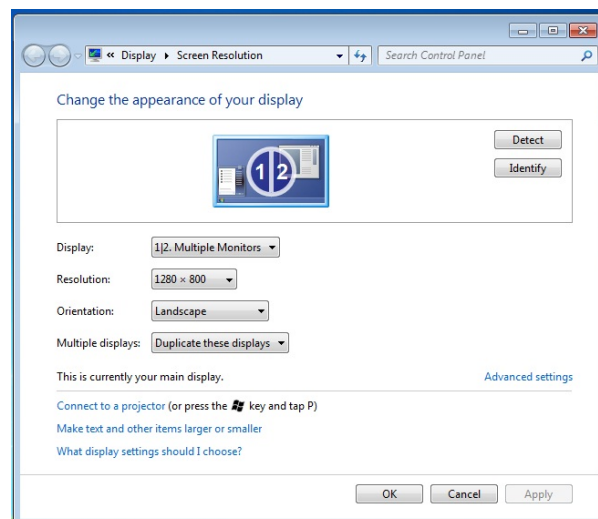 « Display ▸ Screen Resolution Search Control Panel
Change the appearance of your display
1 2
Detect
Identify
Display: 1|2. Multiple Monitors
Resolution: 1280 × 800
Orientation: Landscape
Multiple displays: Duplicate these displays
This is currently your main display. Advanced settings
Connect to a projector (or press the key and tap P)
Make text and other items larger or smaller
What display settings should I choose?
OK Cancel Apply